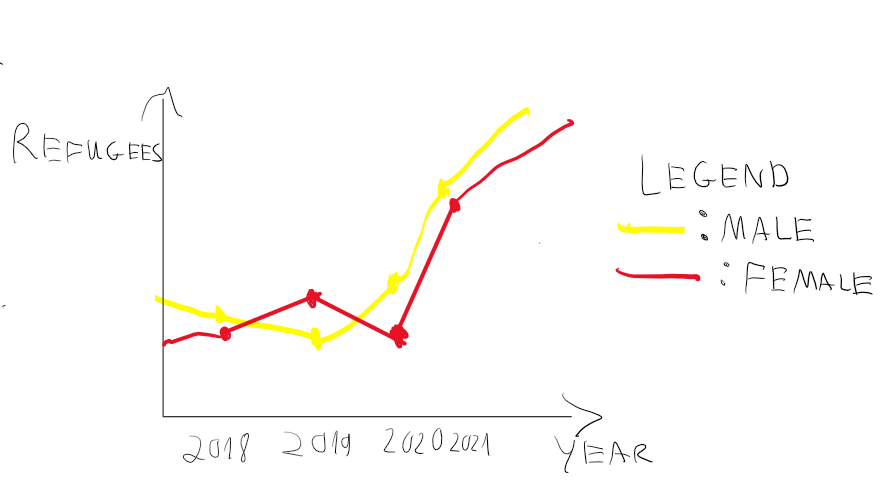 REFUGEES
LEGEND
: MALE
: FEMALE
2018 2019 2020 2021
YEAR